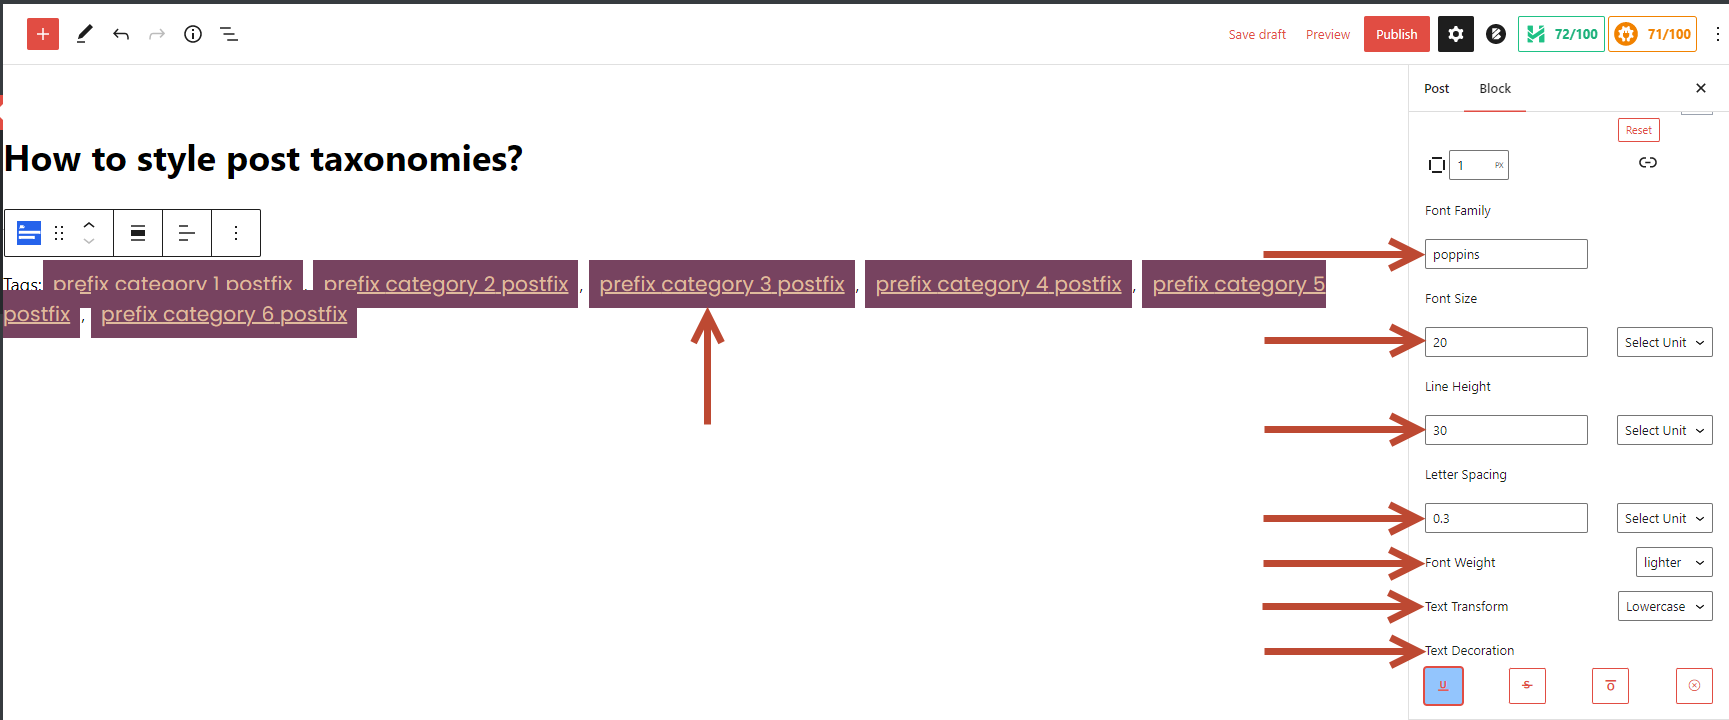 Save draft Preview Publish 72/100 71/100
Post Block
Reset
How to style post taxonomies?
1 PX
Font Family
poppins
Tags: prefix category 1 postfix , prefix category 2 postfix , prefix category 3 postfix , prefix category 4 postfix , prefix category 5
postfix , prefix category 6 postfix
Font Size
20 Select Unit
Line Height
30 Select Unit
Letter Spacing
0.3 Select Unit
Font Weight lighter
Text Transform Lowercase
Text Decoration
U S O